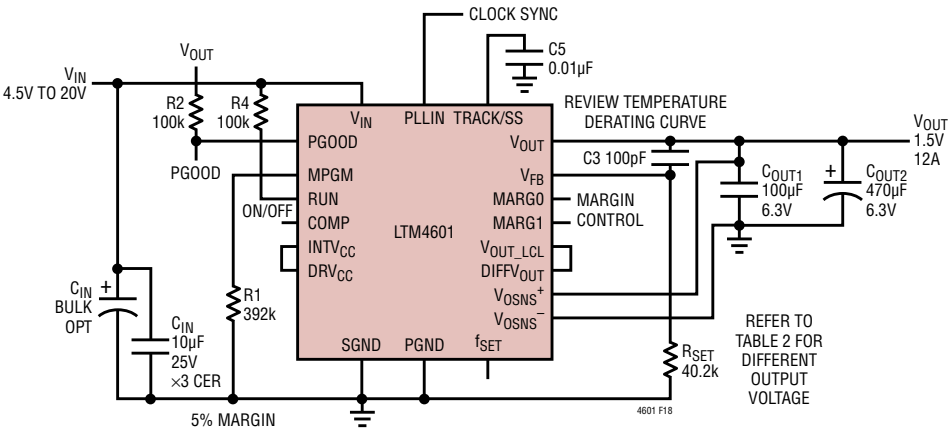 CLOCK SYNC
C5
0.01µF
VOUT
VIN
4.5V TO 20V
R2
100k
R4
100k
REVIEW TEMPERATURE
DERATING CURVE
VIN
PLLIN
TRACK/SS
PGOOD
VOUT
VOUT
1.5V
12A
C3 100pF
PGOOD
MPGM
VFB
COUT1
100µF
6.3V
+
COUT2
470µF
6.3V
RUN
MARG0
MARGIN
CONTROL
ON/OFF
COMP
MARG1
LTM4601
INTVCC
VOUT_LCL
DRVCC
DIFFVOUT
VOSNS+
VOSNS–
CIN
BULK
OPT
+
R1
392k
CIN
10µF
25V
×3 CER
REFER TO
TABLE 2 FOR
DIFFERENT
OUTPUT
VOLTAGE
SGND
PGND
fSET
RSET
40.2k
5% MARGIN
4601 F18